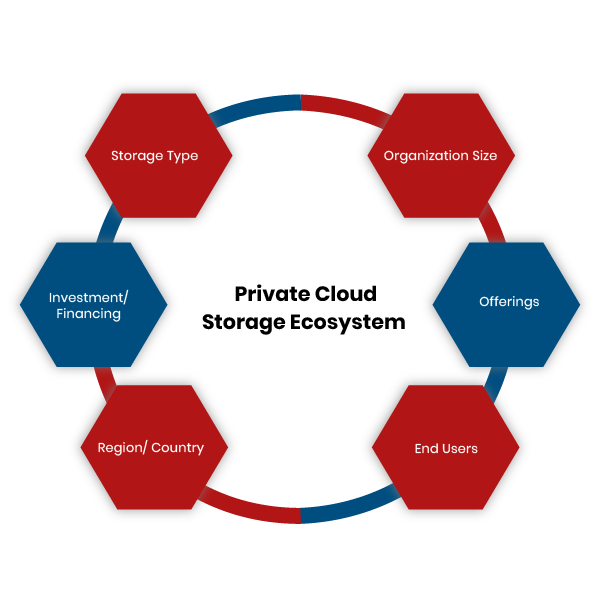 Storage Type
Organization Size
Investment/
Financing
Private Cloud
Storage Ecosystem
Offerings
Region/ Country
End Users